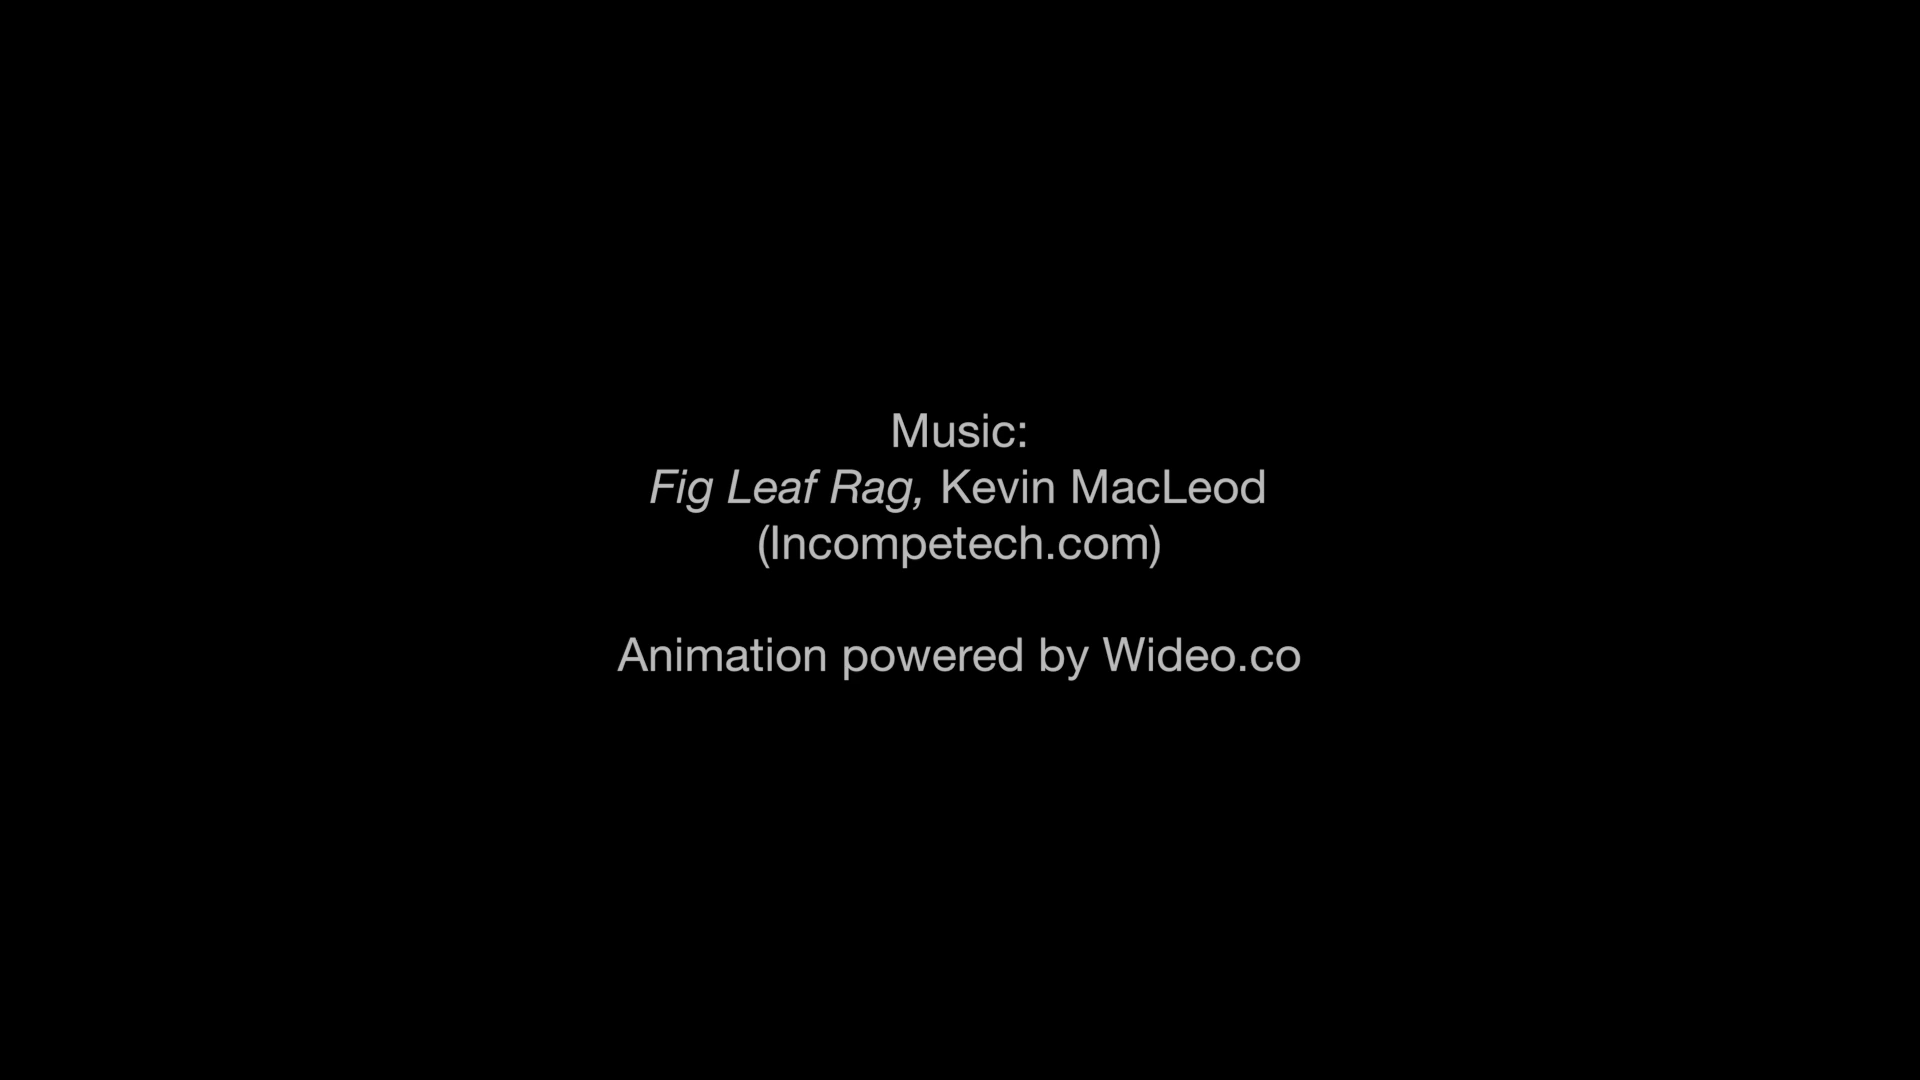 Music:
Fig Leaf Rag, Kevin MacLeod
(Incompetech.com)
Animation powered by Wideo.co